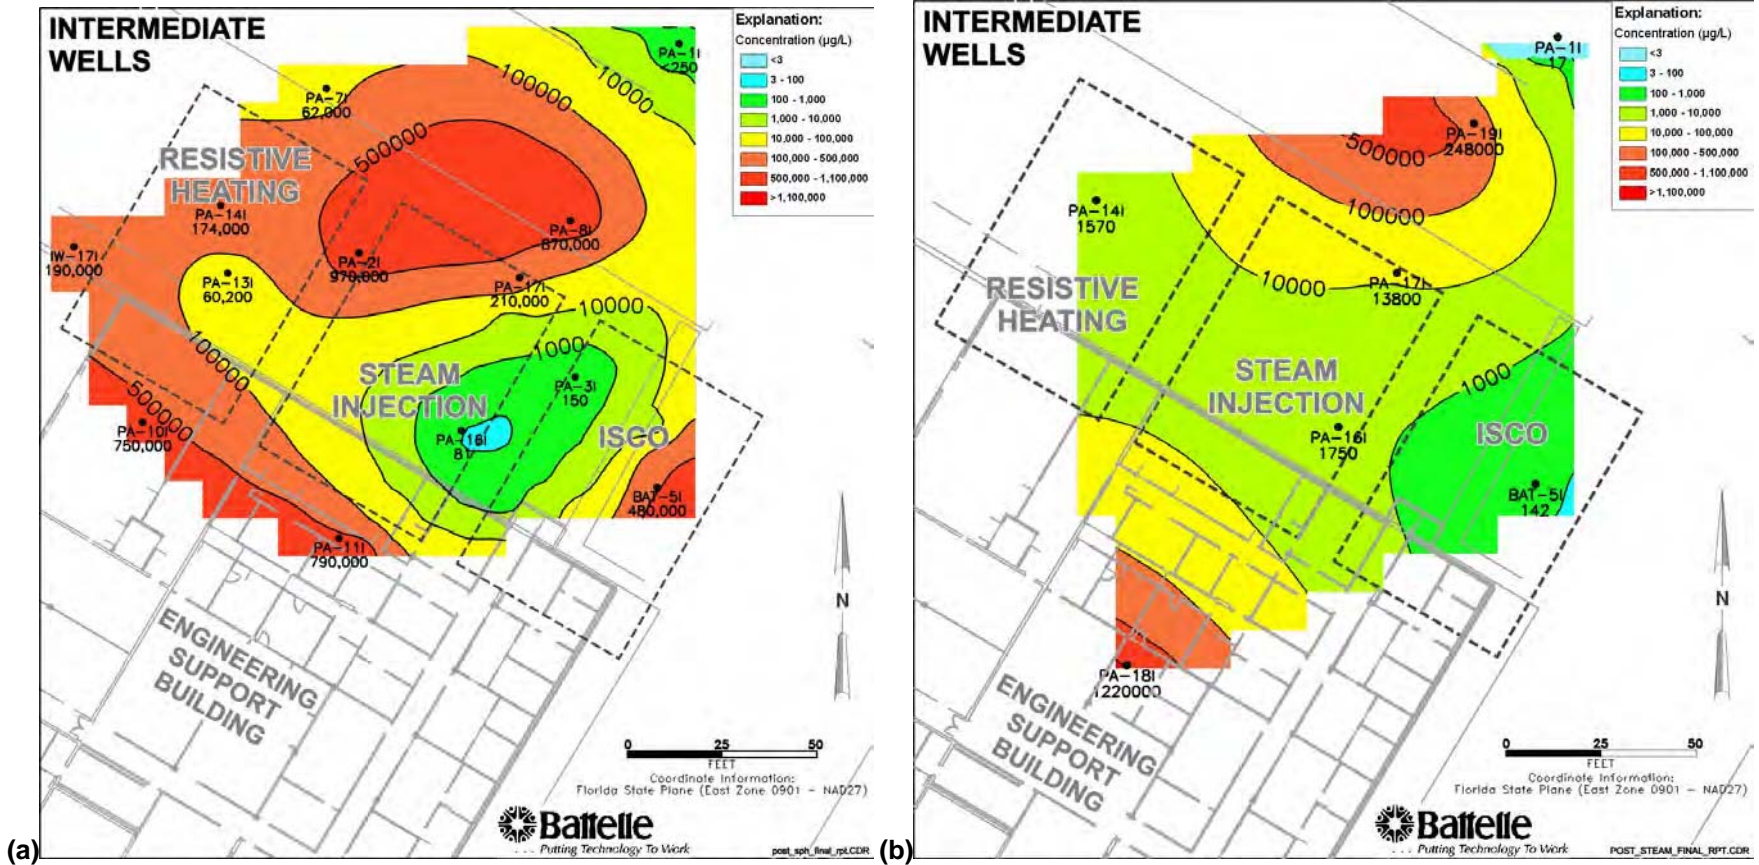 INTERMEDIATE
WELLS
Explanation:
Concentration (µg/L)
<3
3 - 100
100 - 1,000
1,000 - 10,000
10,000 - 100,000
100,000 - 500,000
500,000 - 1,100,000
>1,100,000
PA-1I
<250
10000
100000
PA-7I
62,000
500000
RESISTIVE
HEATING
PA-14I
174,000
PA-8I
870,000
IW-17I
190,000
PA-2I
970,000
PA-13I
60,200
PA-17I
210,000
10000
1000
100000
STEAM
INJECTION
PA-3I
150
500000
PA-10I
750,000
PA-16I
81
ISCO
BAT-5I
480,000
PA-11I
790,000
N
ENGINEERING
SUPPORT
BUILDING
0 25 50
FEET
Coordinate Information:
Florida State Plane (East Zone 0901 - NAD27)
Battelle
. . . Putting Technology To Work
post_sph_final_rpt.CDR
(a)
INTERMEDIATE
WELLS
Explanation:
Concentration (µg/L)
<3
3 - 100
100 - 1,000
1,000 - 10,000
10,000 - 100,000
100,000 - 500,000
500,000 - 1,100,000
>1,100,000
PA-1I
17
PA-19I
248000
500000
100000
PA-14I
1570
PA-17I
13800
10000
RESISTIVE
HEATING
STEAM
INJECTION
1000
PA-16I
1750
ISCO
BAT-5I
142
PA-18I
1220000
N
ENGINEERING
SUPPORT
BUILDING
0 25 50
FEET
Coordinate Information:
Florida State Plane (East Zone 0901 - NAD27)
Battelle
. . . Putting Technology To Work
POST_STEAM_FINAL_RPT.CDR
(b)